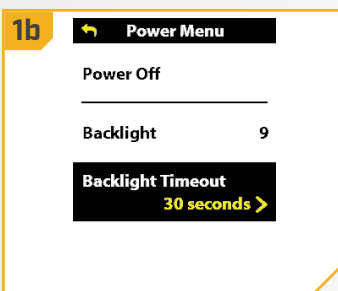 1b
Power Menu
Power Off
Backlight 9
Backlight Timeout
30 seconds >